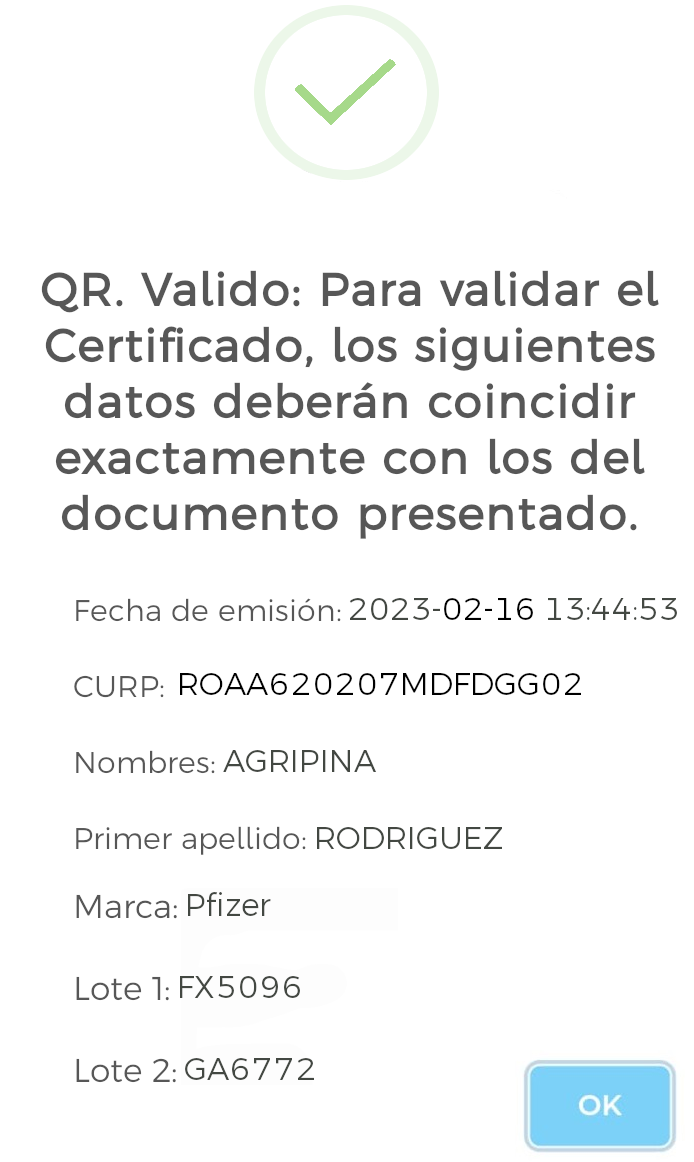 QR. Valido: Para validar el
Certificado, los siguientes
datos deberán coincidir
exactamente con los del
documento presentado.
Fecha de emisión: 2023-02-16 13:44:53
CURP: ROAA620207MDFDGG02
Nombres: AGRIPINA
Primer apellido: RODRIGUEZ
Marca: Pfizer
Lote 1: FX5096
Lote 2: GA6772
OK